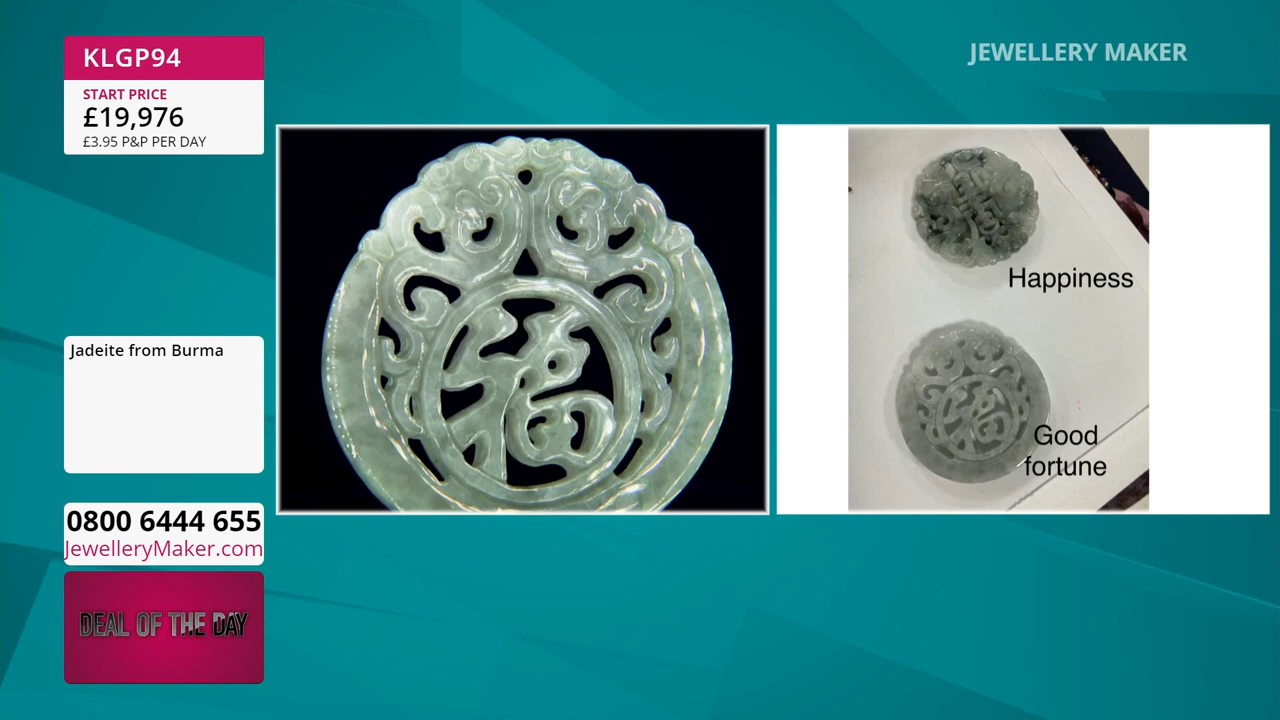 KLGP94
START PRICE
£19,976
£3.95 P&P PER DAY
JEWELLERY MAKER
福
Happiness
Good
fortune
Jadeite from Burma
0800 6444 655
JewelleryMaker.com
DEAL OF THE DAY
福